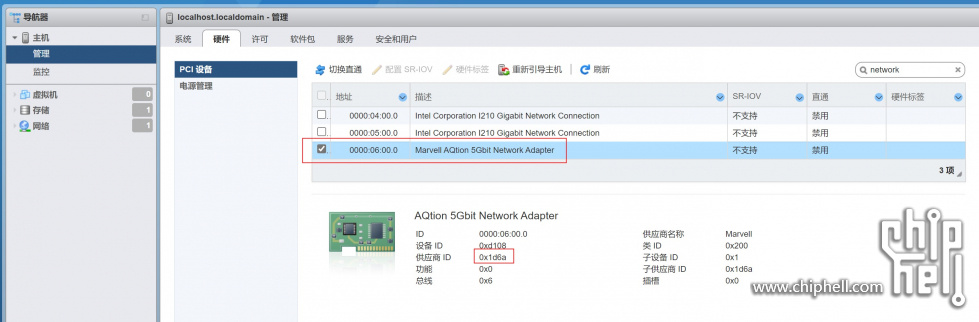 导航器
localhost.localdomain - 管理
主机
管理
监控
虚拟机 0
存储 1
网络 1
系统 硬件 许可 软件包 服务 安全和用户
PCI 设备
电源管理
切换直通 配置 SR-IOV 硬件标签 重新引导主机 刷新 network
地址 描述 SR-IOV 直通 硬件标签
0000:04:00.0 Intel Corporation I210 Gigabit Network Connection 不支持 禁用
0000:05:00.0 Intel Corporation I210 Gigabit Network Connection 不支持 禁用
0000:06:00.0 Marvell AQtion 5Gbit Network Adapter 不支持 禁用
3 项
AQtion 5Gbit Network Adapter
ID 0000:06:00.0 供应商名称 Marvell
设备 ID 0xd108 类 ID 0x200
供应商 ID 0x1d6a 子设备 ID 0x1
功能 0x0 子供应商 ID 0x1d6a
总线 0x6 插槽 0x0
chip hell
www.chiphell.com